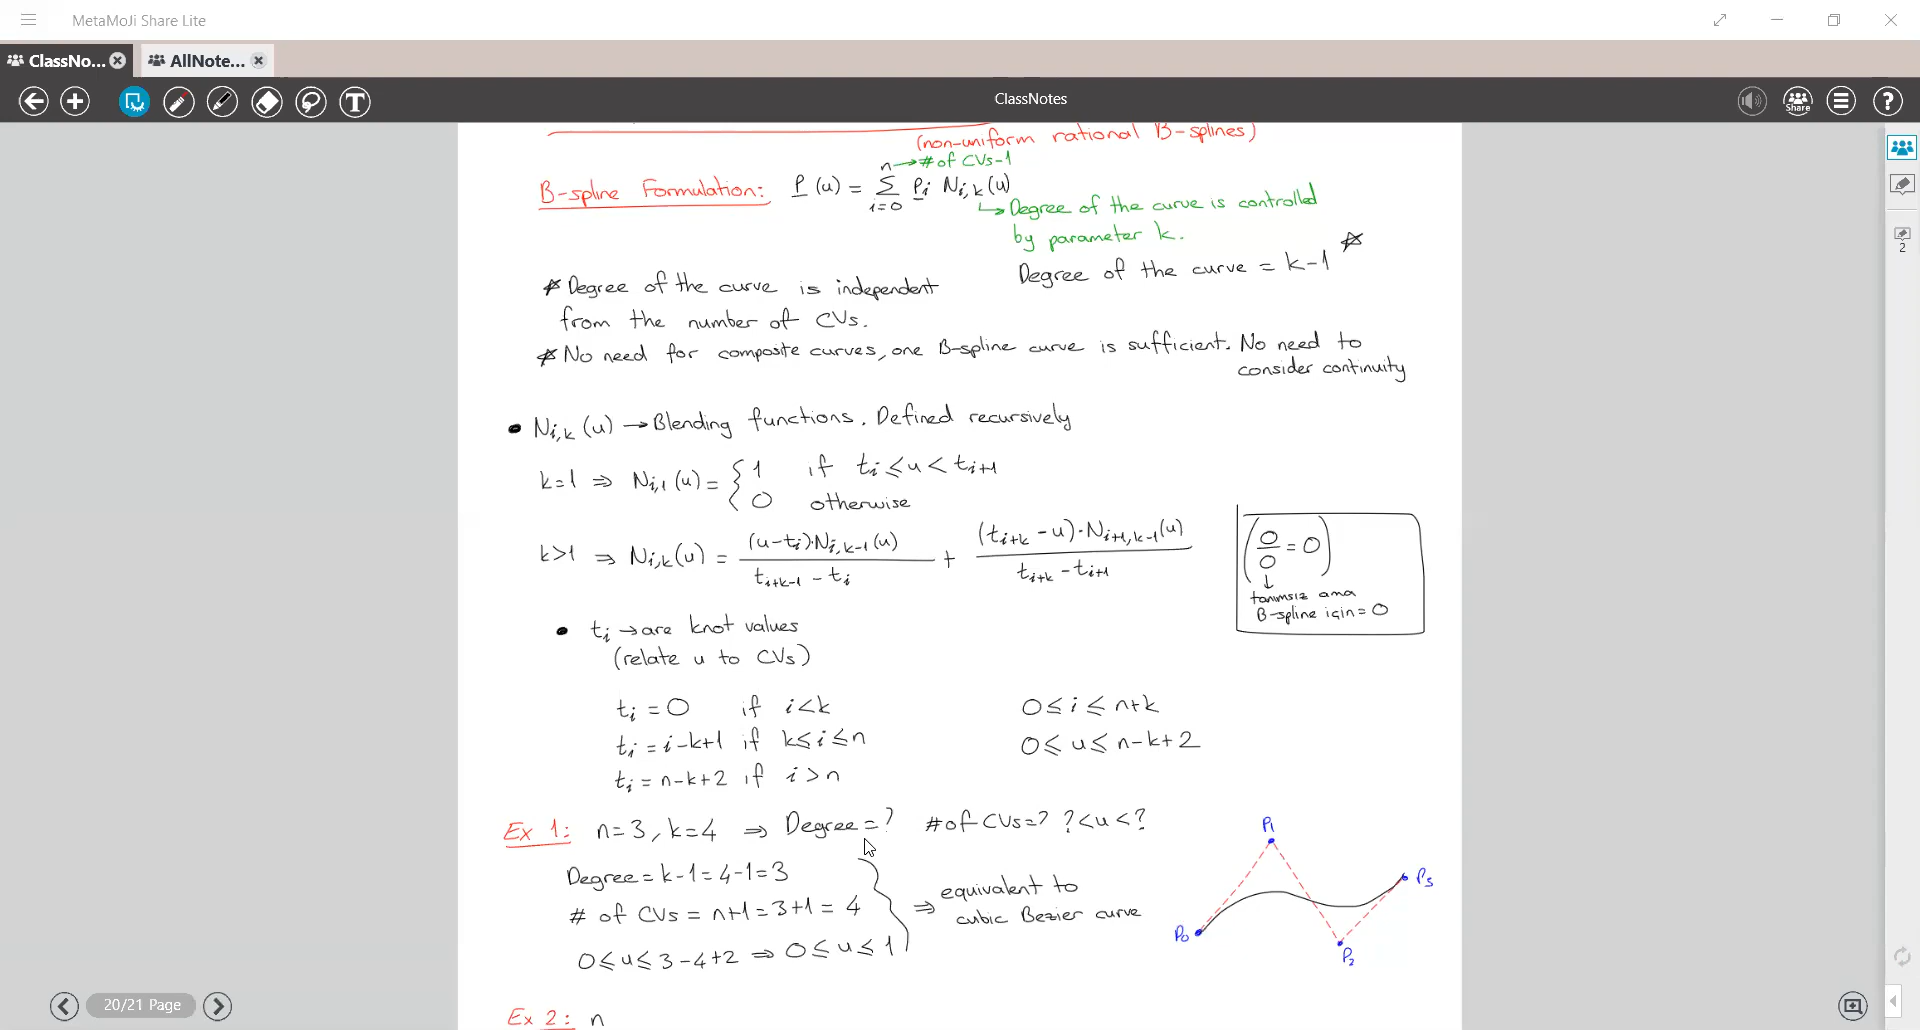 MetaMoJi Share Lite
ClassNo... AllNote...
ClassNotes
Share
(non-uniform rational B-splines)
n → # of CVs-1
B-spline Formulation: P(u) = Σ Pi Ni,k(u)
i=0
↳ Degree of the curve is controlled
by parameter k.
Degree of the curve = k-1 ☆
☆ Degree of the curve is independent
from the number of CVs.
☆ No need for composite curves, one B-spline curve is sufficient. No need to
consider continuity
• Ni,k(u) → Blending functions. Defined recursively
k=1 ⇒ Ni,1(u) = { 1 if ti ≤ u < ti+1
0 otherwise
k>1 ⇒ Ni,k(u) = (u-ti)·Ni,k-1(u) / (ti+k-1 - ti) + (ti+k - u)·Ni+1,k-1(u) / (ti+k - ti+1)
(0/0 = 0)
↓
tanımsız ama
B-spline için = 0
• ti → are knot values
(relate u to CVs)
ti = 0 if i<k 0 ≤ i ≤ n+k
ti = i-k+1 if k≤i≤n 0 ≤ u ≤ n-k+2
ti = n-k+2 if i>n
Ex 1: n=3, k=4 ⇒ Degree=? # of CVs=? ?<u<?
Degree = k-1 = 4-1 = 3
# of CVs = n+1 = 3+1 = 4
0 ≤ u ≤ 3-4+2 ⇒ 0 ≤ u ≤ 1
⇒ equivalent to
cubic Bezier curve
P1
P3
P0
P2
Ex 2: n
20/21 Page
2